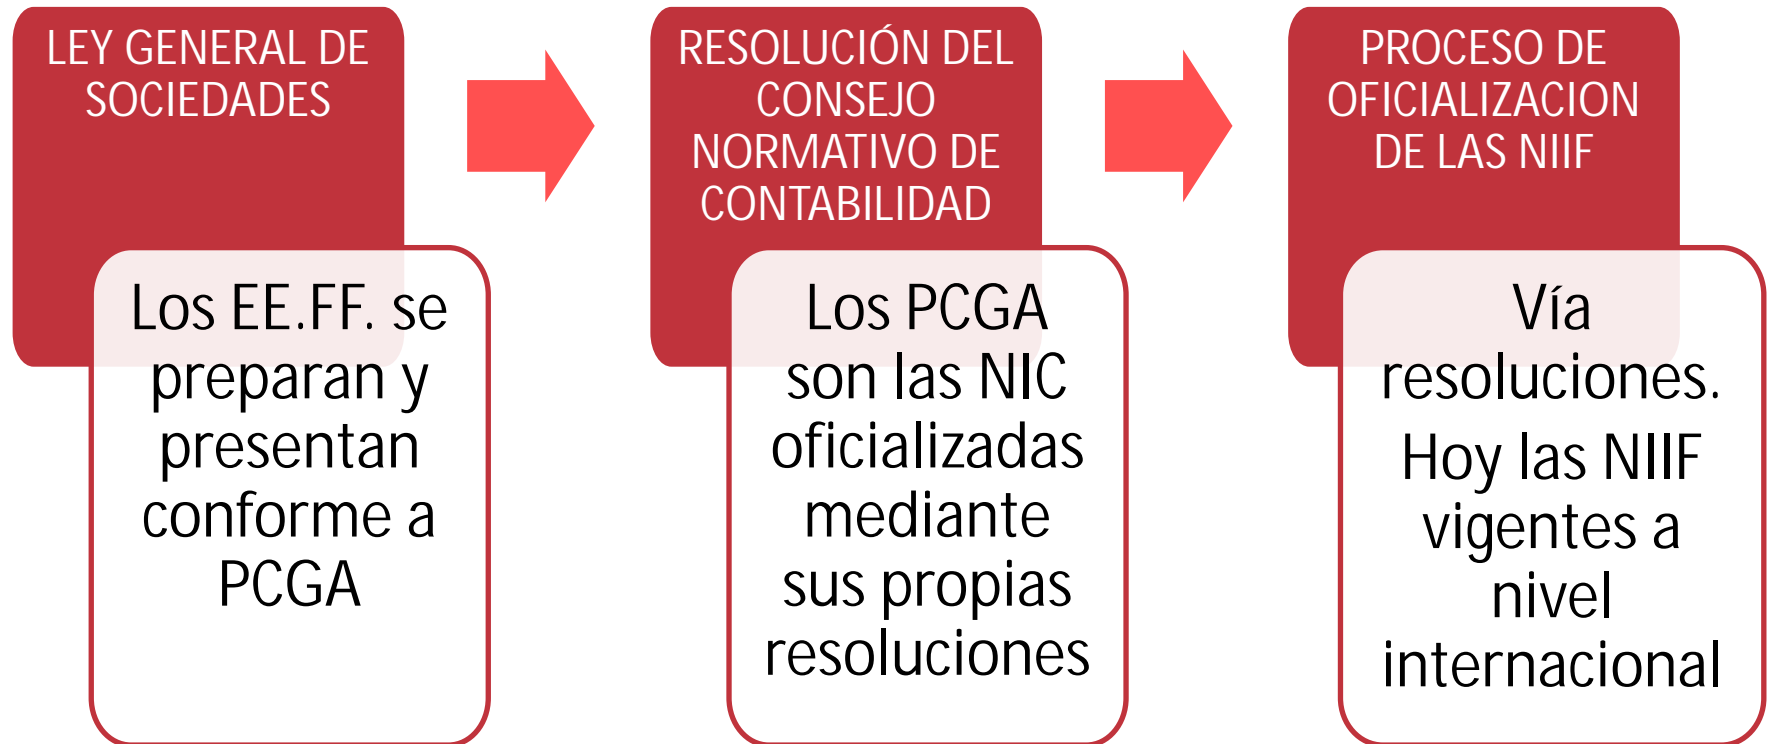 LEY GENERAL DE
SOCIEDADES
Los EE.FF. se
preparan y
presentan
conforme a
PCGA
RESOLUCIÓN DEL
CONSEJO
NORMATIVO DE
CONTABILIDAD
Los PCGA
son las NIC
oficializadas
mediante
sus propias
resoluciones
PROCESO DE
OFICIALIZACION
DE LAS NIIF
Vía
resoluciones.
Hoy las NIIF
vigentes a
nivel
internacional